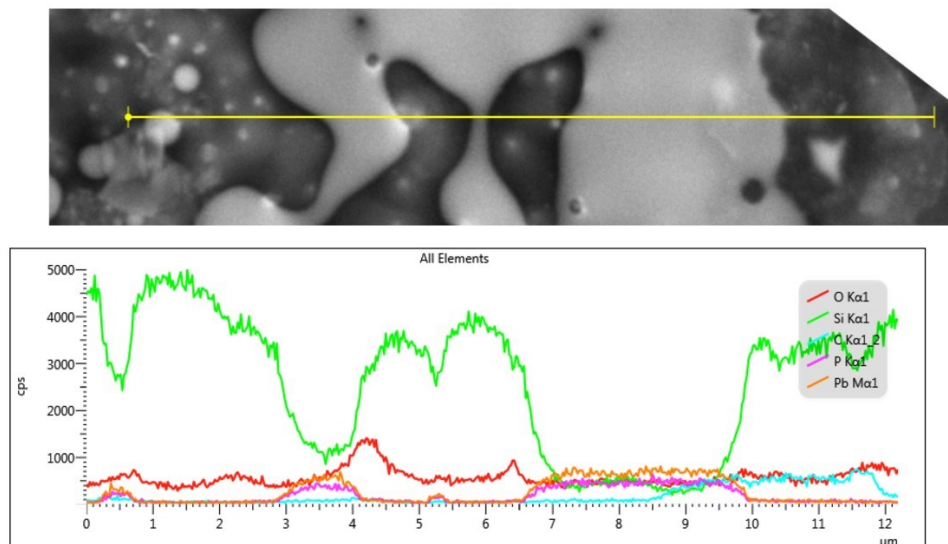 All Elements
5000
4000
3000
2000
1000
cps
O Kα1
Si Kα1
C Kα1_2
P Kα1
Pb Mα1
0 1 2 3 4 5 6 7 8 9 10 11 12
um